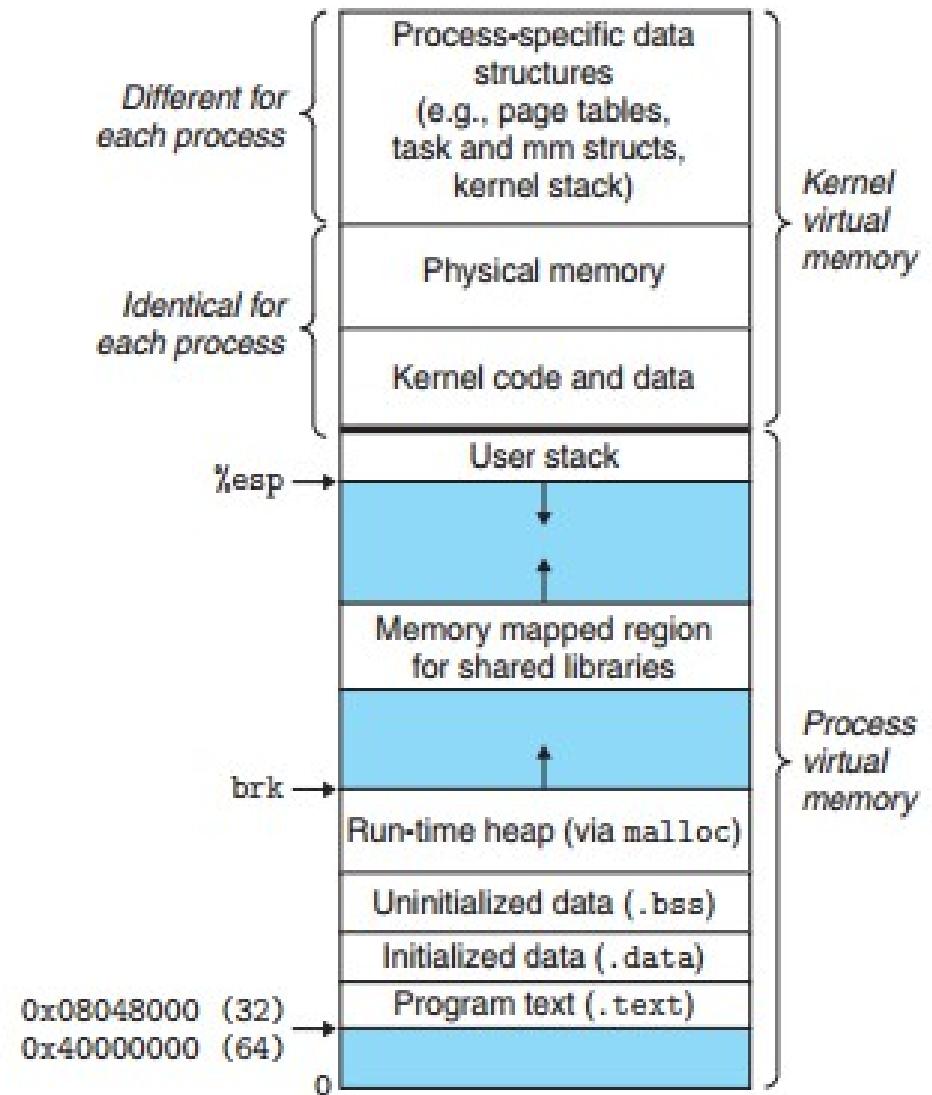 Process-specific data
structures
(e.g., page tables,
task and mm structs,
kernel stack)
Different for
each process
Kernel
virtual
memory
Physical memory
Identical for
each process
Kernel code and data
User stack
%esp
Memory mapped region
for shared libraries
Process
virtual
memory
brk
Run-time heap (via malloc)
Uninitialized data (.bss)
Initialized data (.data)
Program text (.text)
0x08048000 (32)
0x40000000 (64)
0